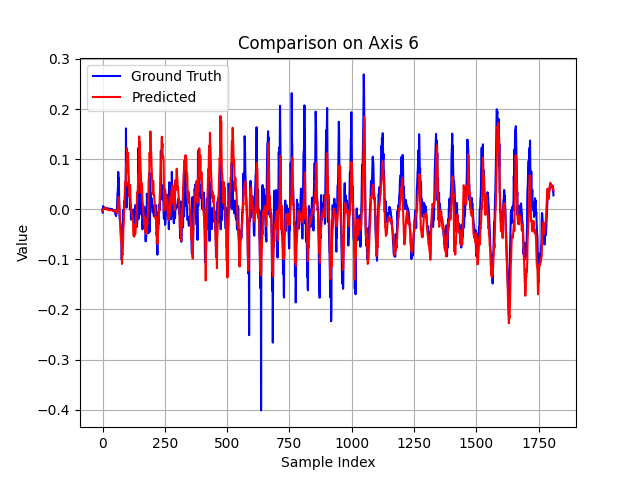 Comparison on Axis 6
Ground Truth
Predicted
0.3
0.2
0.1
0.0
−0.1
−0.2
−0.3
−0.4
Value
0 250 500 750 1000 1250 1500 1750
Sample Index